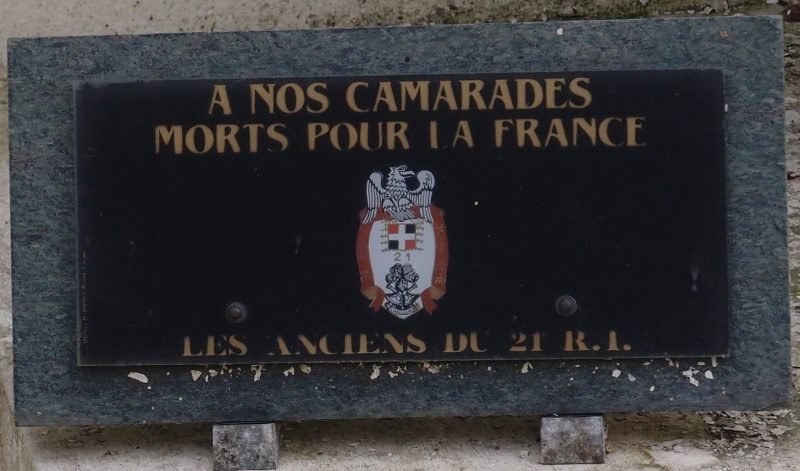 A NOS CAMARADES
MORTS POUR LA FRANCE
21
LES ANCIENS DU 21 R.I.